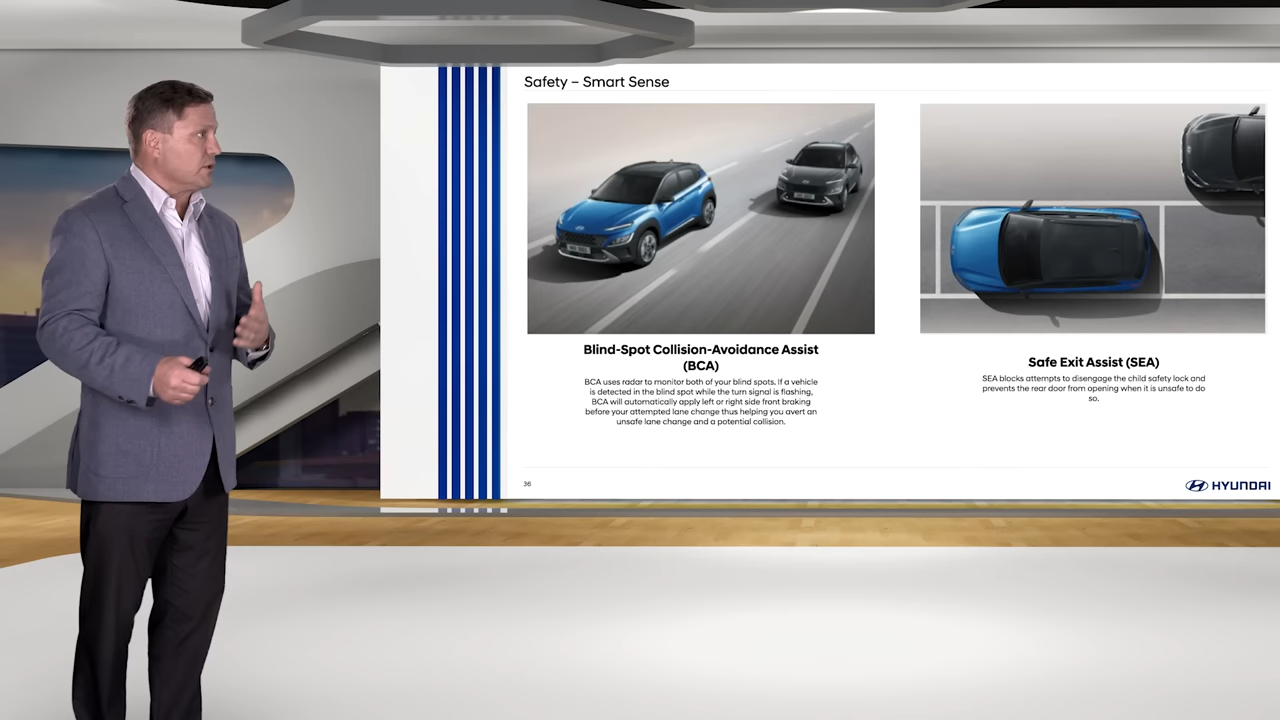 Safety – Smart Sense
Blind-Spot Collision-Avoidance Assist
(BCA)
BCA uses radar to monitor both of your blind spots. If a vehicle
is detected in the blind spot while the turn signal is flashing,
BCA will automatically apply left or right side front braking
before your attempted lane change thus helping you avert an
unsafe lane change and a potential collision.
Safe Exit Assist (SEA)
SEA blocks attempts to disengage the child safety lock and
prevents the rear door from opening when it is unsafe to do
so.
36
HYUNDAI